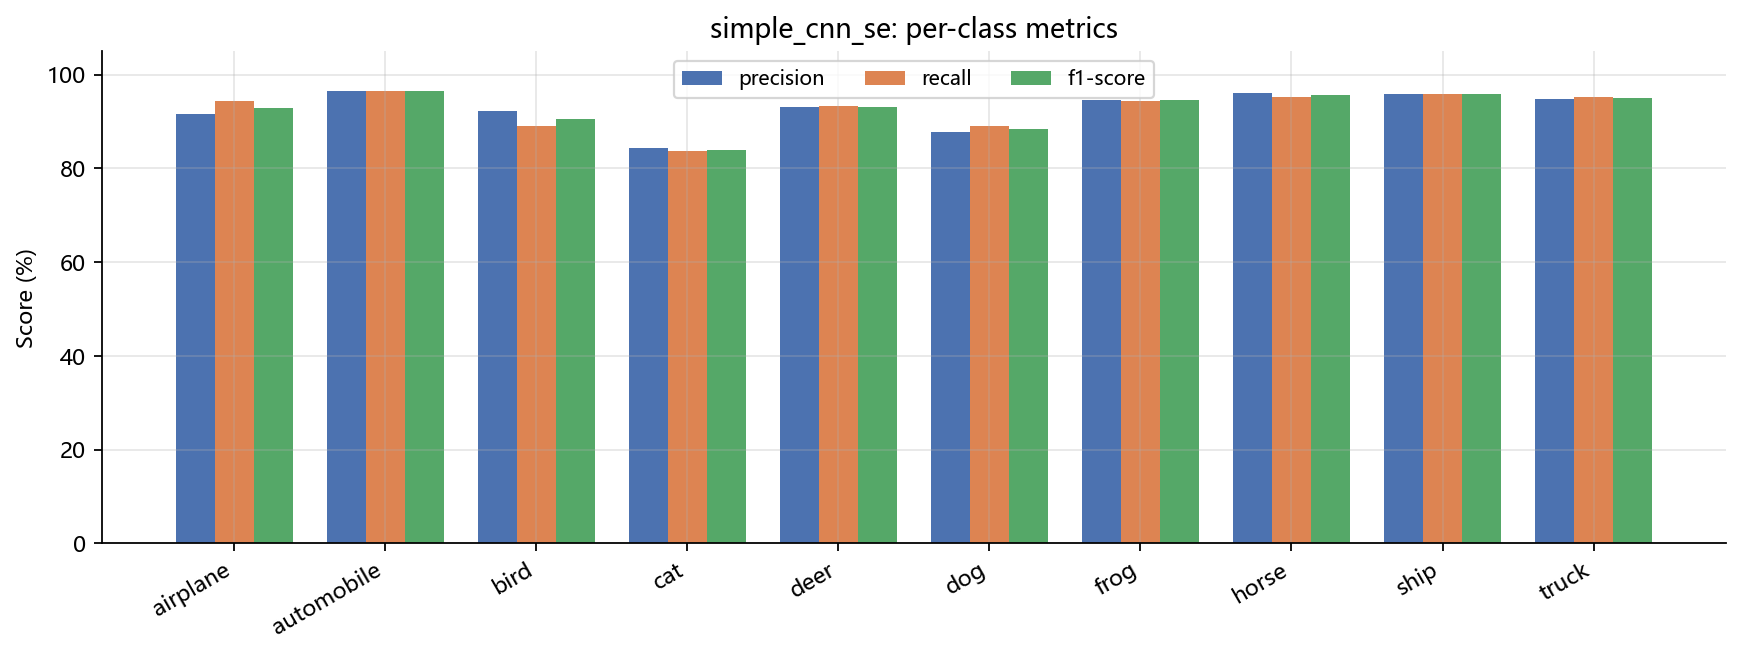 simple_cnn_se: per-class metrics
precision recall f1-score
Score (%)
100
80
60
40
20
0
airplane automobile bird cat deer dog frog horse ship truck